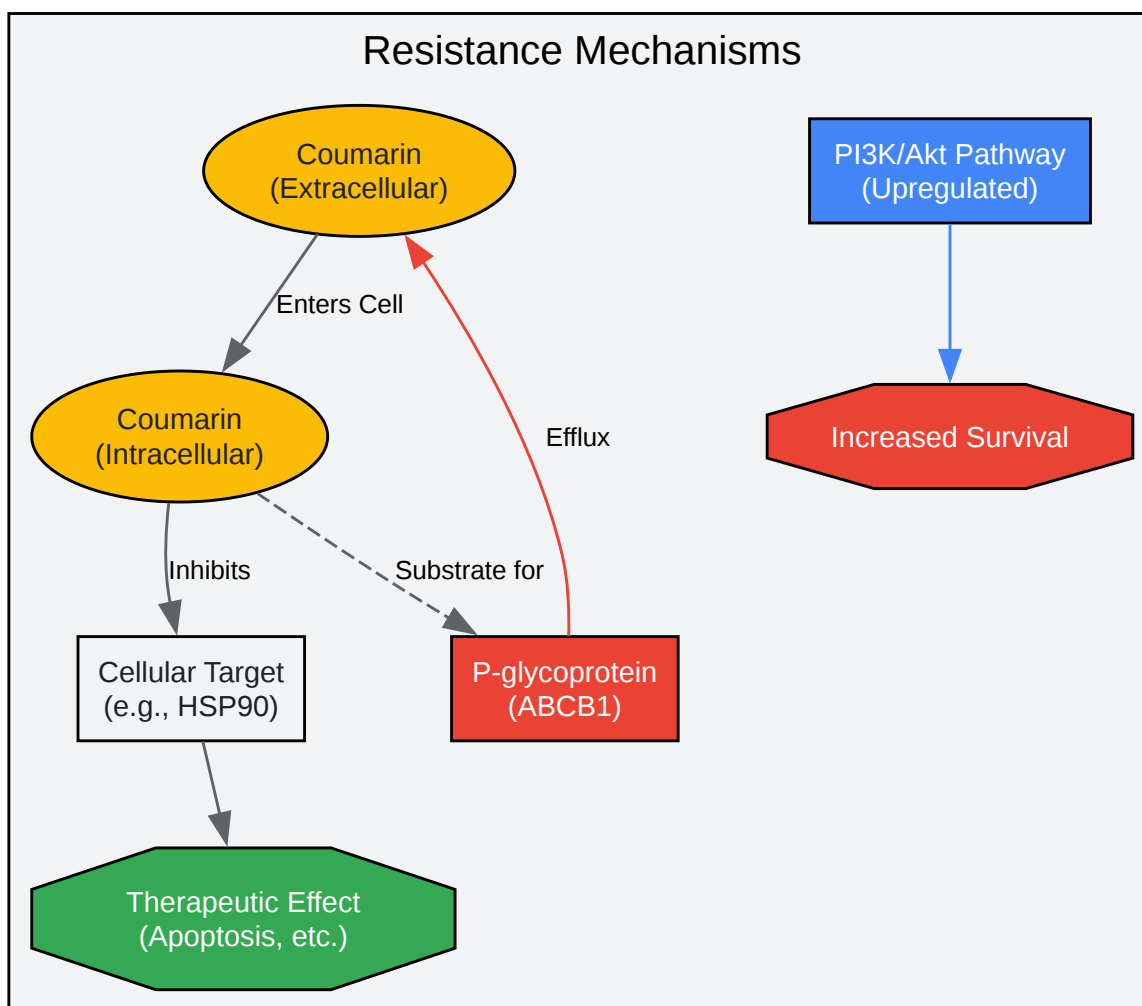 Resistance Mechanisms
Coumarin
(Extracellular)
PI3K/Akt Pathway
(Upregulated)
Enters Cell
Coumarin
(Intracellular)
Efflux
Increased Survival
Inhibits
Substrate for
Cellular Target
(e.g., HSP90)
P-glycoprotein
(ABCB1)
Therapeutic Effect
(Apoptosis, etc.)